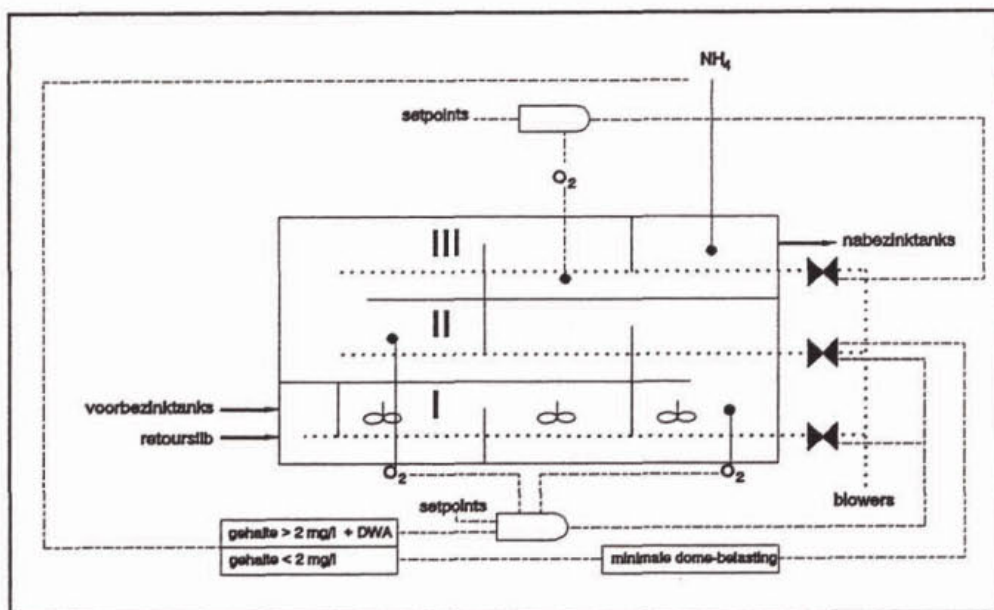 NH4
setpoints
O2
III
nabezinktanks
II
voorbezinktanks
I
retourslib
O2
O2
setpoints
blowers
gehalte > 2 mg/l + DWA
gehalte < 2 mg/l
minimale dome-belasting